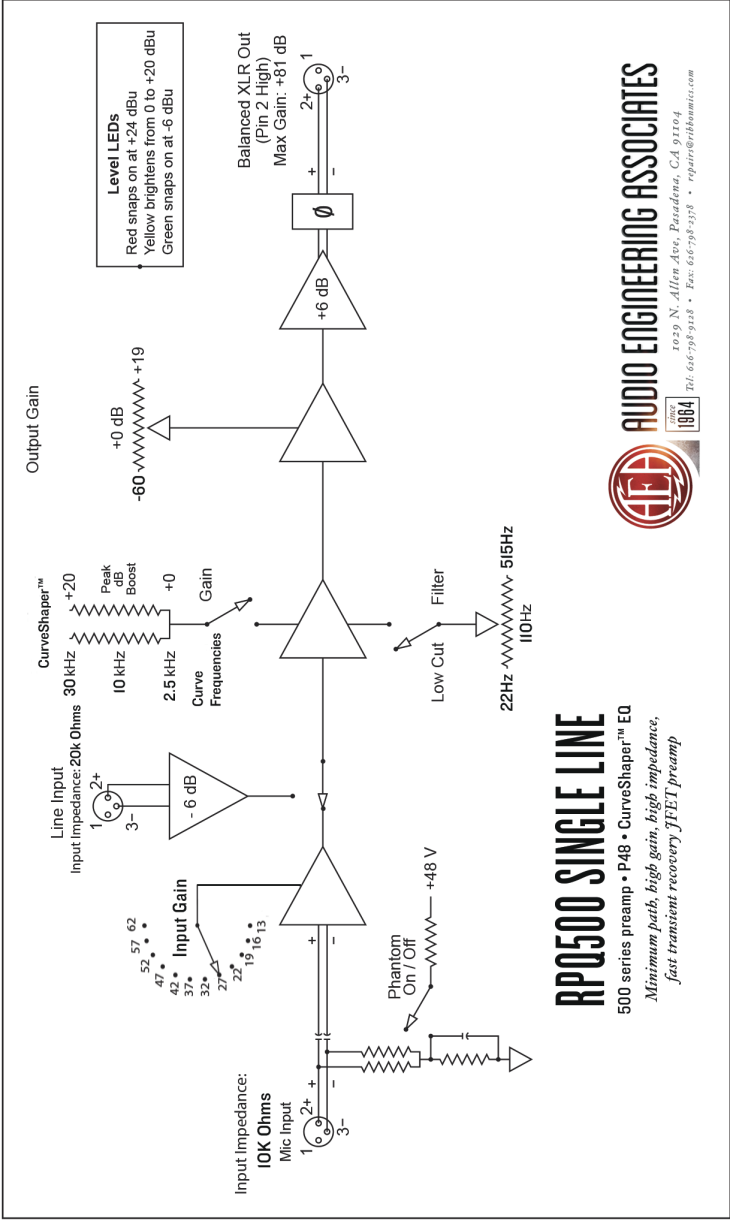 Input Impedance:
10K Ohms
Mic Input
1
2+
3-
+
–
Phantom
On / Off
+48 V
+
–
Input Gain
62
57
52
47
42
37
32
27
22
19
16
13
Line Input
Input Impedance: 20k Ohms
1
2+
3-
- 6 dB
CurveShaper™
30 kHz
10 kHz
2.5 kHz
+20
Peak
dB
Boost
+0
Curve
Frequencies
Gain
Low Cut
Filter
22Hz
515Hz
110Hz
Output Gain
+0 dB
-60
+19
+6 dB
Ø
+
–
Balanced XLR Out
(Pin 2 High)
Max Gain: +81 dB
1
2+
3-
Level LEDs
Red snaps on at +24 dBu
Yellow brightens from 0 to +20 dBu
Green snaps on at -6 dBu
RPQ500 SINGLE LINE
500 series preamp • P48 • CurveShaper™ EQ
Minimum path, high gain, high impedance,
fast transient recovery JFET preamp
AEA
since
1964
AUDIO ENGINEERING ASSOCIATES
1029 N. Allen Ave, Pasadena, CA 91104
Tel: 626-798-9128 • Fax: 626-798-2378 • repairs@ribbonmics.com